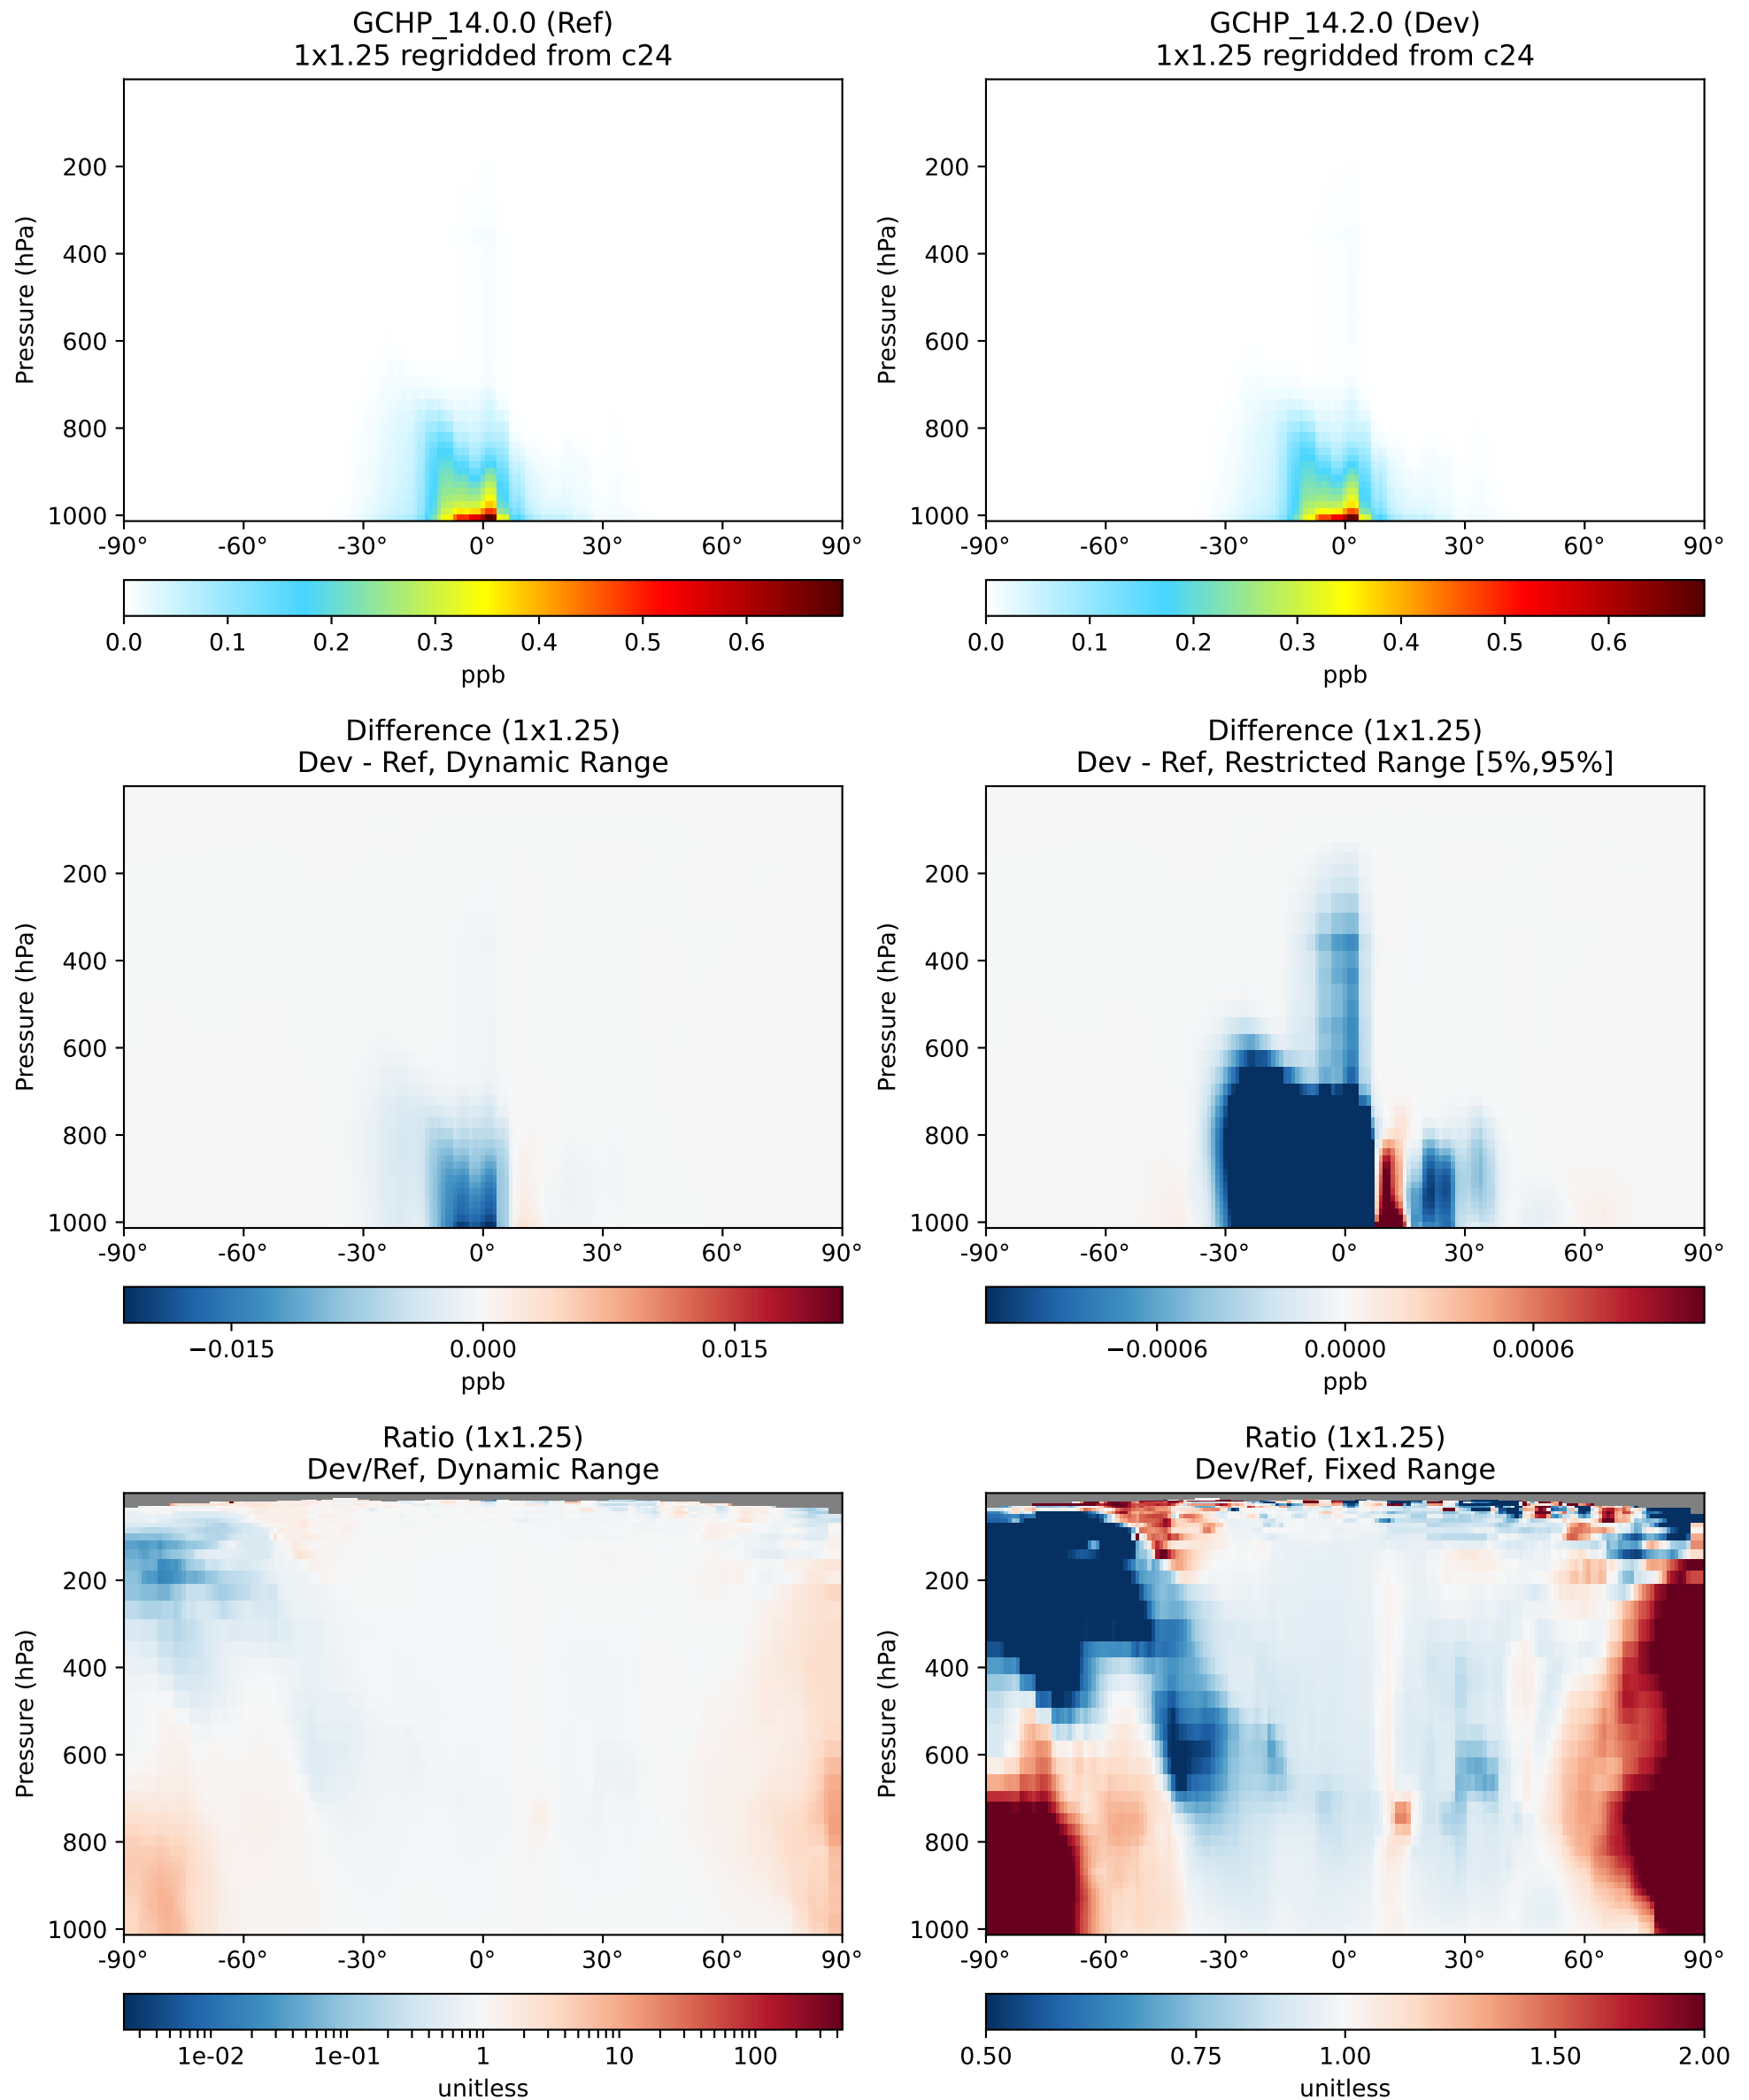 GCHP_14.0.0 (Ref)
1x1.25 regridded from c24
Pressure (hPa)
200
400
600
800
1000
-90° -60° -30° 0° 30° 60° 90°
0.0 0.1 0.2 0.3 0.4 0.5 0.6
ppb
GCHP_14.2.0 (Dev)
1x1.25 regridded from c24
Pressure (hPa)
200
400
600
800
1000
-90° -60° -30° 0° 30° 60° 90°
0.0 0.1 0.2 0.3 0.4 0.5 0.6
ppb
Difference (1x1.25)
Dev - Ref, Dynamic Range
Pressure (hPa)
200
400
600
800
1000
-90° -60° -30° 0° 30° 60° 90°
−0.015 0.000 0.015
ppb
Difference (1x1.25)
Dev - Ref, Restricted Range [5%,95%]
Pressure (hPa)
200
400
600
800
1000
-90° -60° -30° 0° 30° 60° 90°
−0.0006 0.0000 0.0006
ppb
Ratio (1x1.25)
Dev/Ref, Dynamic Range
Pressure (hPa)
200
400
600
800
1000
-90° -60° -30° 0° 30° 60° 90°
1e-02 1e-01 1 10 100
unitless
Ratio (1x1.25)
Dev/Ref, Fixed Range
Pressure (hPa)
200
400
600
800
1000
-90° -60° -30° 0° 30° 60° 90°
0.50 0.75 1.00 1.50 2.00
unitless